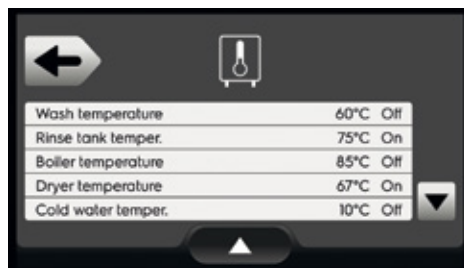 Wash temperature 60°C Off
Rinse tank temper. 75°C On
Boiler temperature 85°C Off
Dryer temperature 67°C On
Cold water temper. 10°C Off